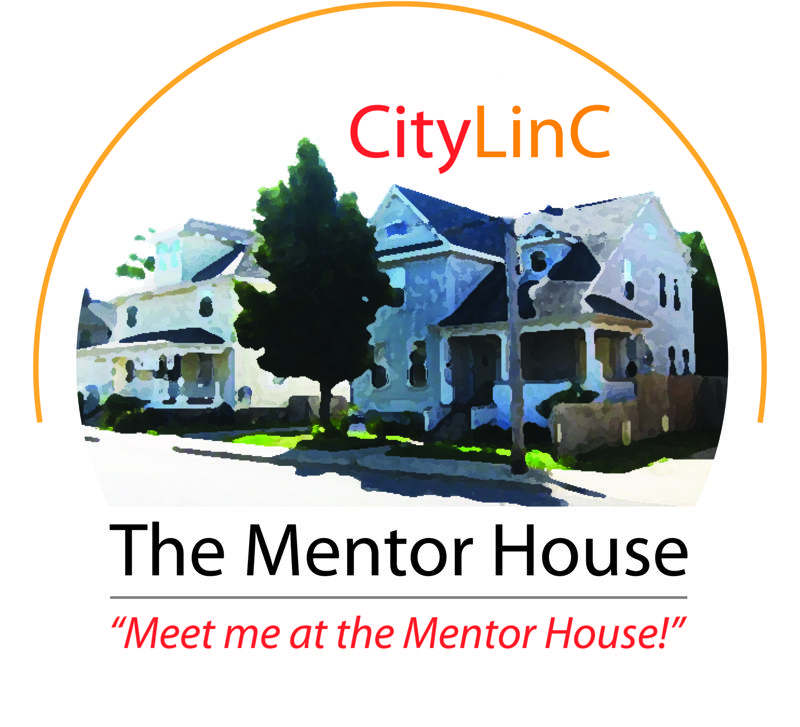 CityLinC
The Mentor House
“Meet me at the Mentor House!”